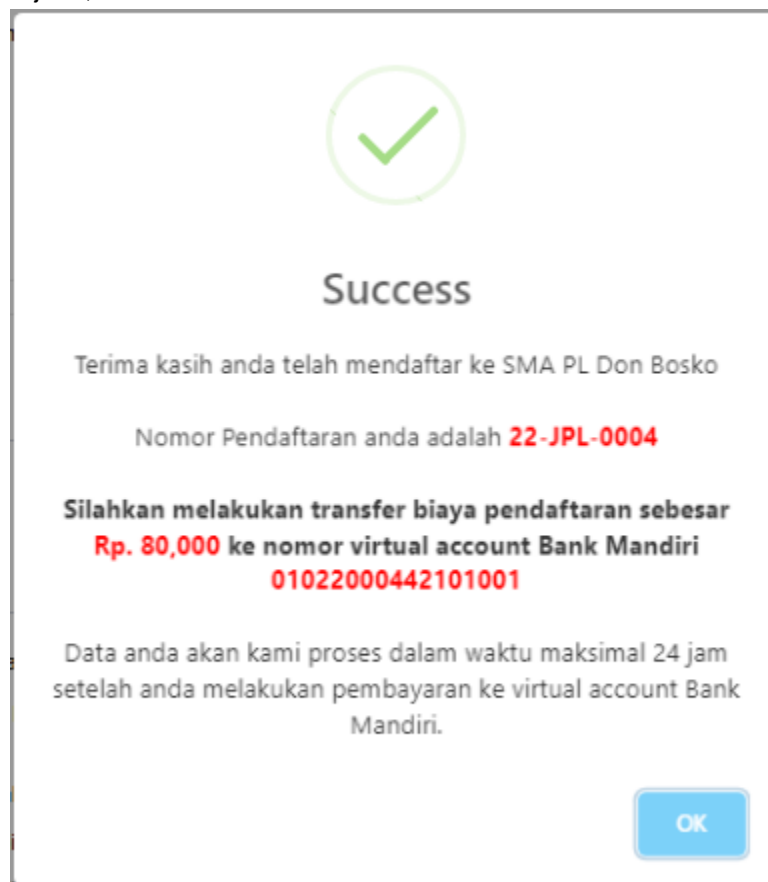 Success
Terima kasih anda telah mendaftar ke SMA PL Don Bosko
Nomor Pendaftaran anda adalah 22-JPL-0004
Silahkan melakukan transfer biaya pendaftaran sebesar
Rp. 80,000 ke nomor virtual account Bank Mandiri
01022000442101001
Data anda akan kami proses dalam waktu maksimal 24 jam
setelah anda melakukan pembayaran ke virtual account Bank
Mandiri.
OK